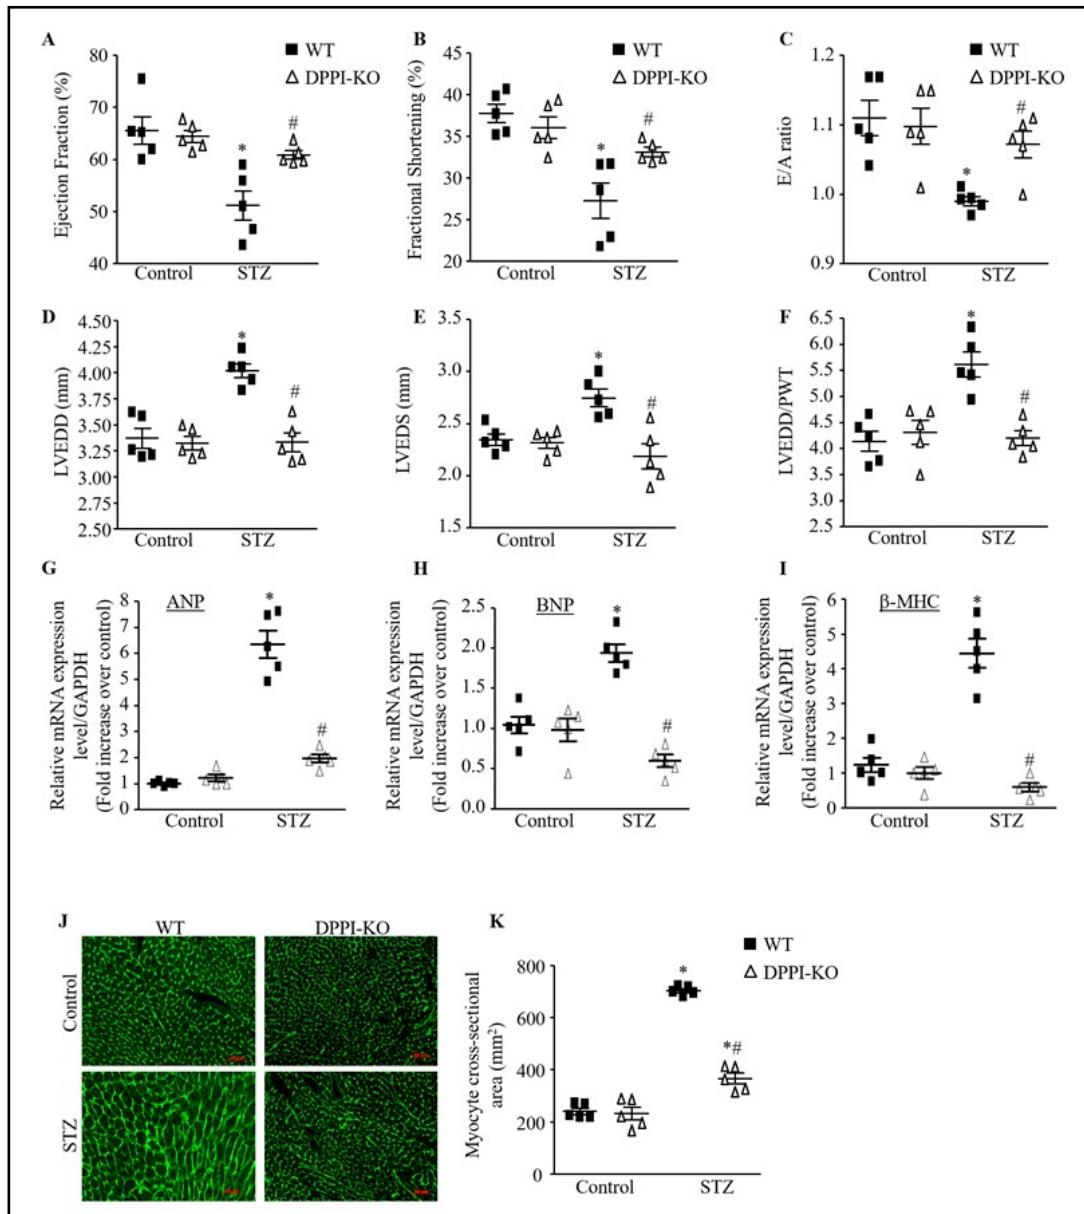 A
■ WT
△ DPPI-KO
Ejection Fraction (%)
80
70
60
50
40
*
#
Control STZ
B
■ WT
△ DPPI-KO
Fractional Shortening (%)
45
40
35
30
25
20
*
#
Control STZ
C
■ WT
△ DPPI-KO
E/A ratio
1.2
1.1
1.0
0.9
*
#
Control STZ
D
LVEDD (mm)
4.50
4.25
4.00
3.75
3.50
3.25
3.00
2.75
2.50
*
#
Control STZ
E
LVEDS (mm)
3.5
3.0
2.5
2.0
1.5
*
#
Control STZ
F
LVEDD/PWT
6.5
6.0
5.5
5.0
4.5
4.0
3.5
3.0
2.5
*
#
Control STZ
G
ANP
Relative mRNA expression
level/GAPDH
(Fold increase over control)
8
7
6
5
4
3
2
1
0
*
#
Control STZ
H
BNP
Relative mRNA expression
level/GAPDH
(Fold increase over control)
2.5
2.0
1.5
1.0
0.5
0.0
*
#
Control STZ
I
β-MHC
Relative mRNA expression
level/GAPDH
(Fold increase over control)
6
5
4
3
2
1
0
*
#
Control STZ
J
WT DPPI-KO
Control
STZ
K
■ WT
△ DPPI-KO
Myocyte cross-sectional
area (mm²)
800
600
400
200
0
*
*#
Control STZ